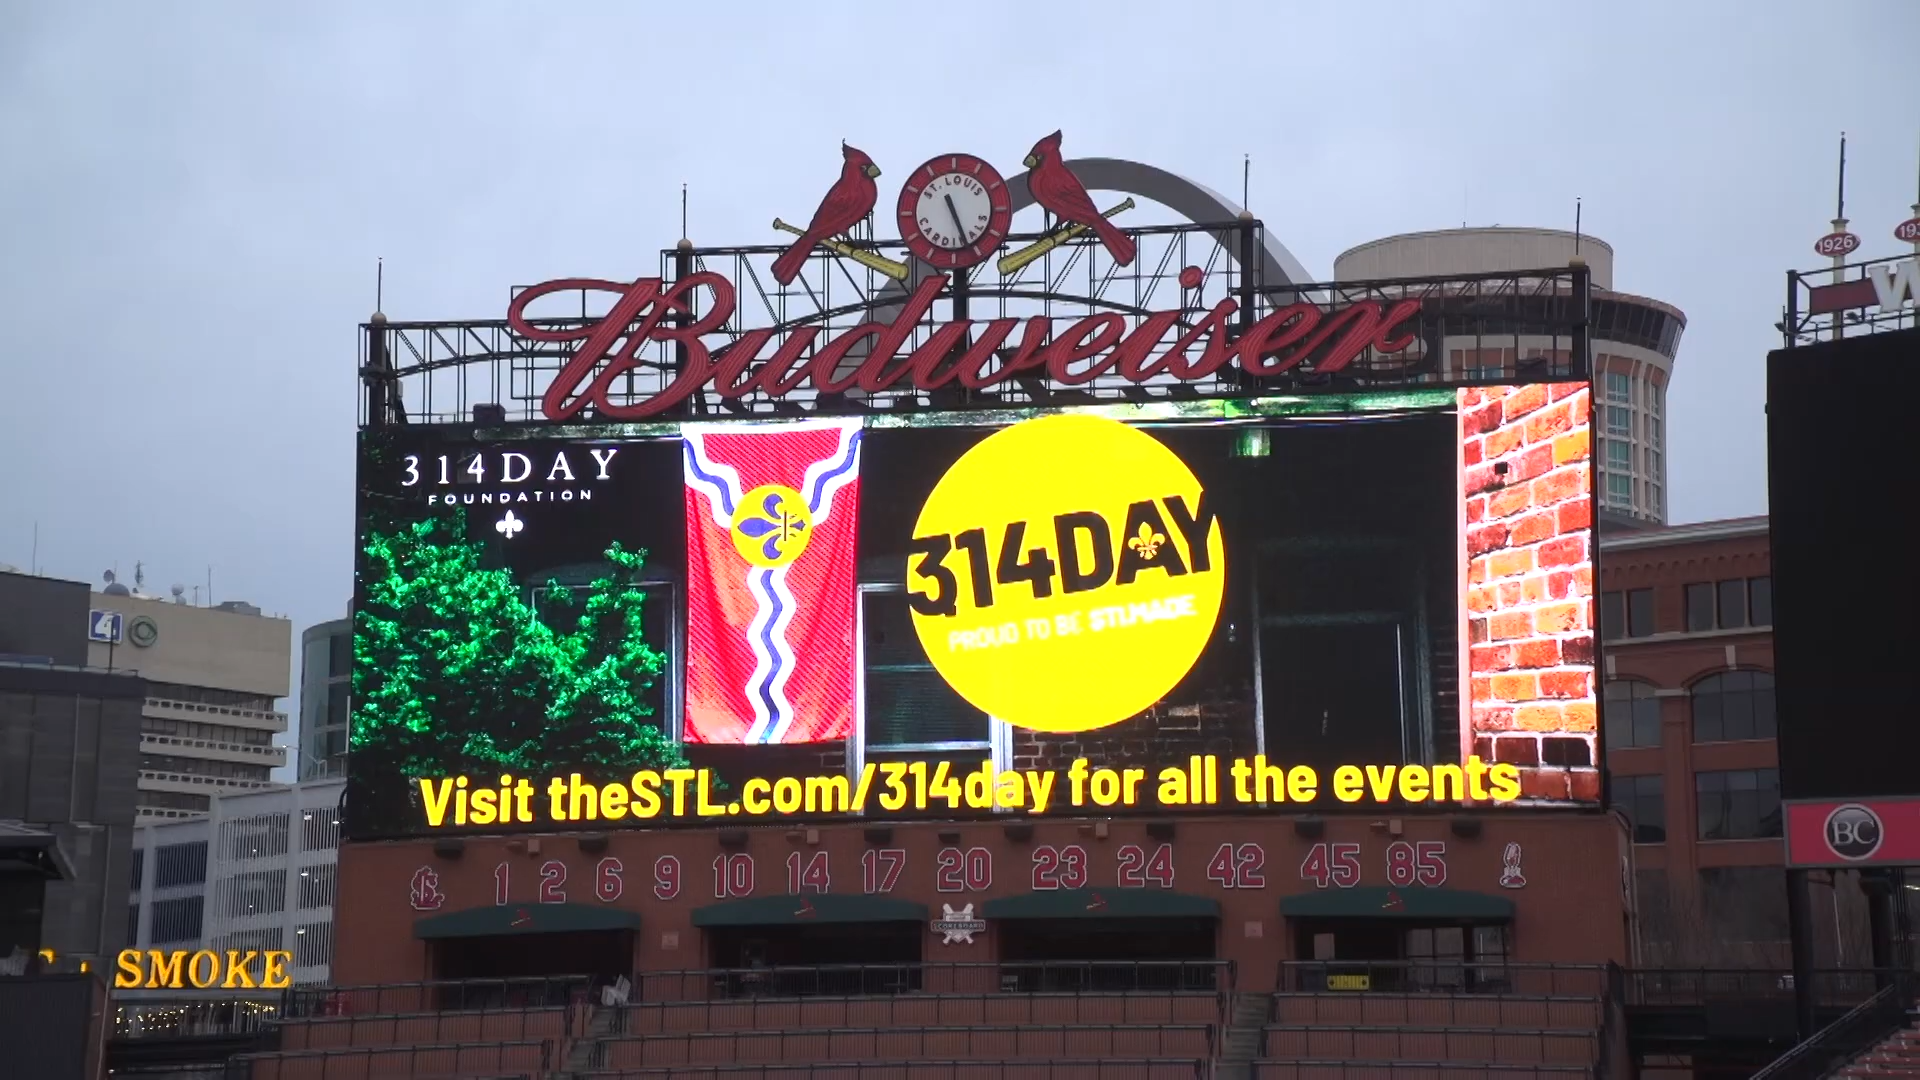 ST. LOUIS
CARDINALS
Budweiser
1926
314DAY
FOUNDATION
314DAY
PROUD TO BE STLMADE
Visit theSTL.com/314day for all the events
4
BC
1 2 6 9 10 14 17 20 23 24 42 45 85
SMOKE